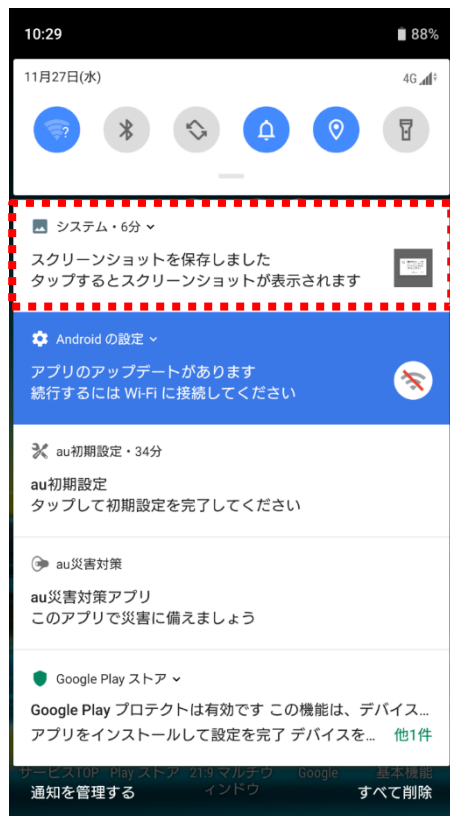 10:29
88%
11月27日(水)
4G
?
システム・6分
スクリーンショットを保存しました
タップするとスクリーンショットが表示されます
Android の設定
アプリのアップデートがあります
続行するには Wi-Fi に接続してください
au初期設定・34分
au初期設定
タップして初期設定を完了してください
au災害対策
au災害対策アプリ
このアプリで災害に備えましょう
Google Play ストア
Google Play プロテクトは有効です この機能は、デバイス...
アプリをインストールして設定を完了 デバイスを... 他1件
サービスTOP Play ストア 21:9 マルチウ Google 基本機能
ィンドウ
通知を管理する
すべて削除